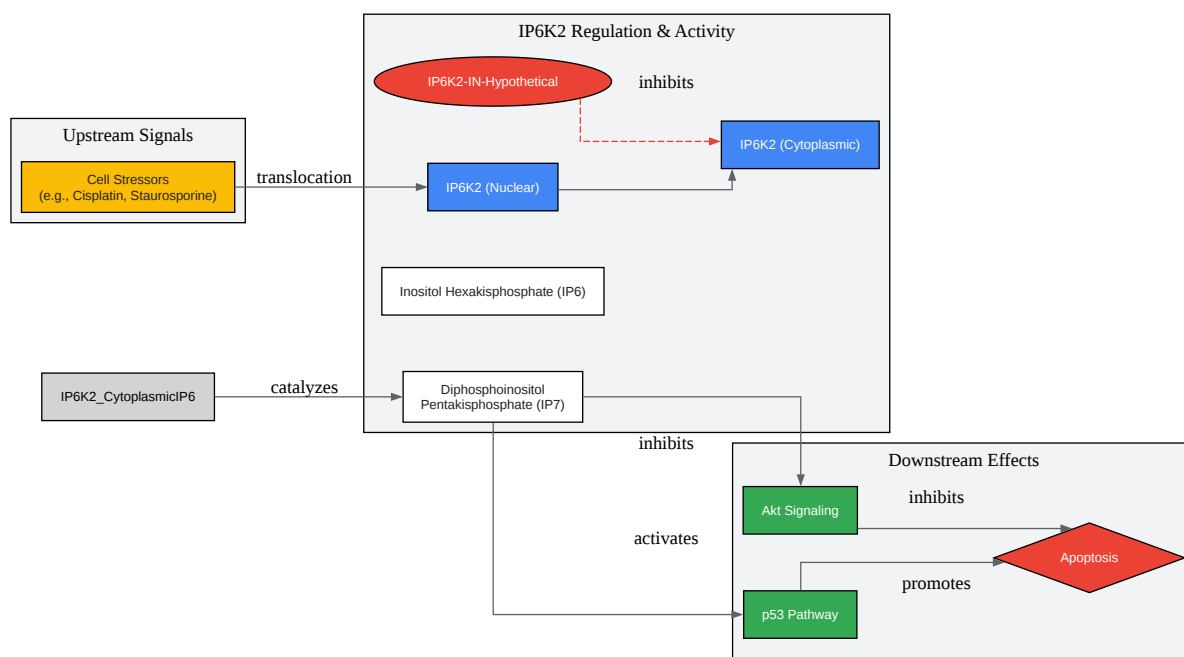 IP6K2 Regulation & Activity
IP6K2-IN-Hypothetical
inhibits
Upstream Signals
IP6K2 (Cytoplasmic)
Cell Stressors
(e.g., Cisplatin, Staurosporine)
translocation
IP6K2 (Nuclear)
Inositol Hexakisphosphate (IP6)
IP6K2_CytoplasmicIP6
catalyzes
Diphosphoinositol
Pentakisphosphate (IP7)
inhibits
Downstream Effects
Akt Signaling
inhibits
activates
Apoptosis
promotes
p53 Pathway